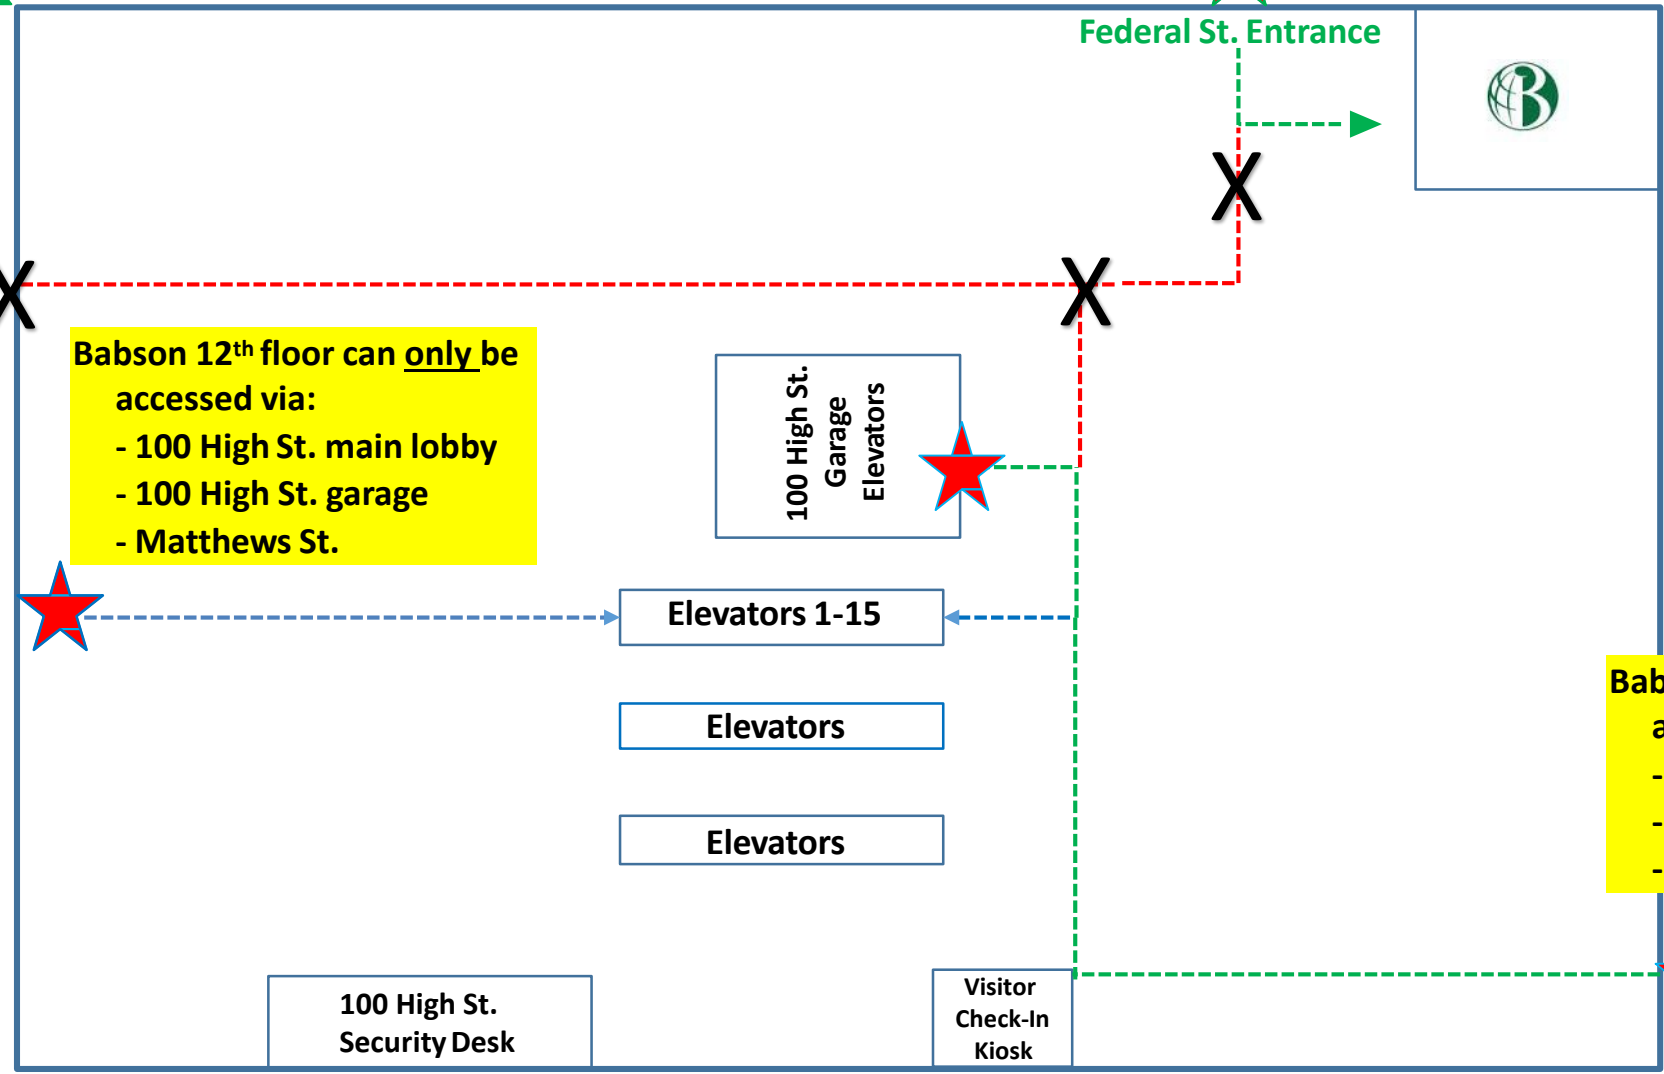 Federal St. Entrance
B
Babson 12th floor can only be
accessed via:
- 100 High St. main lobby
- 100 High St. garage
- Matthews St.
100 High St.
Garage
Elevators
X
X
X
Elevators 1-15
Elevators
Elevators
Bab
a
-
-
-
100 High St.
Security Desk
Visitor
Check-In
Kiosk